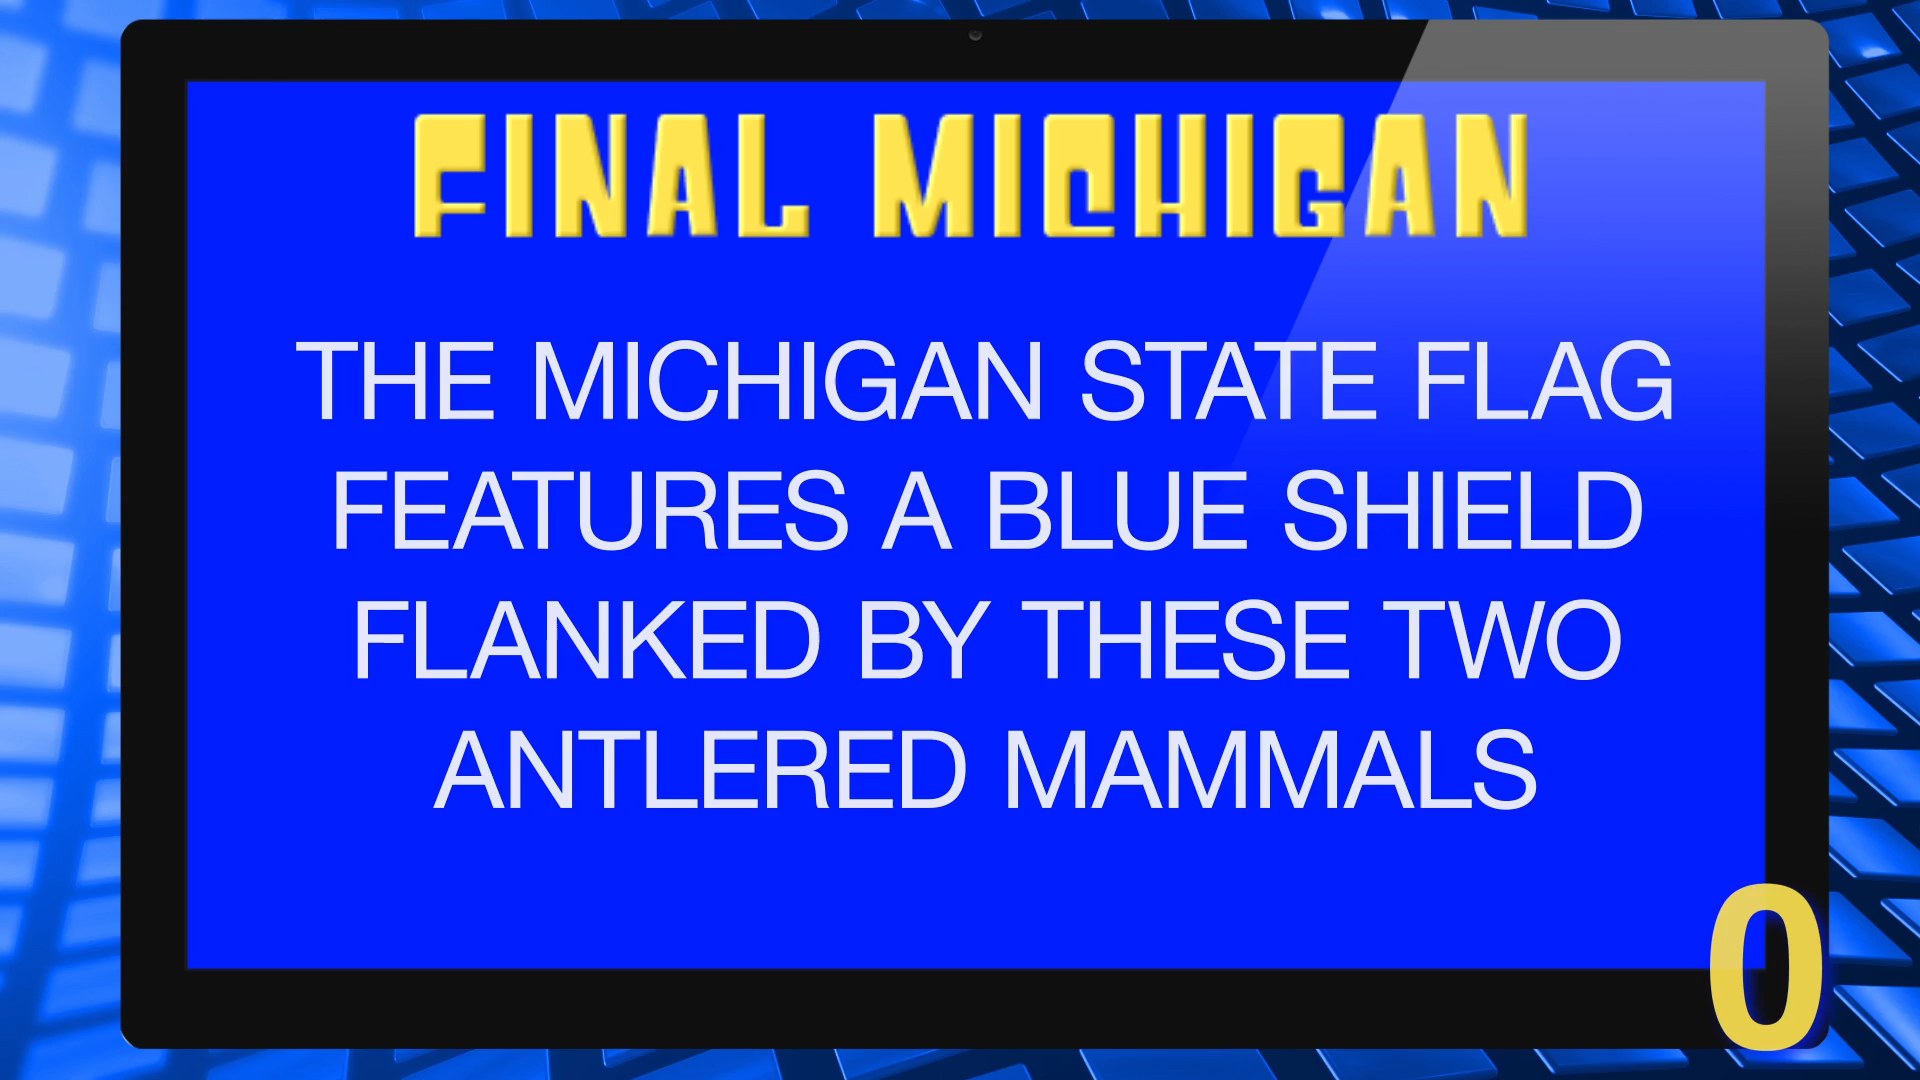 FINAL MICHIGAN
THE MICHIGAN STATE FLAG
FEATURES A BLUE SHIELD
FLANKED BY THESE TWO
ANTLERED MAMMALS
0